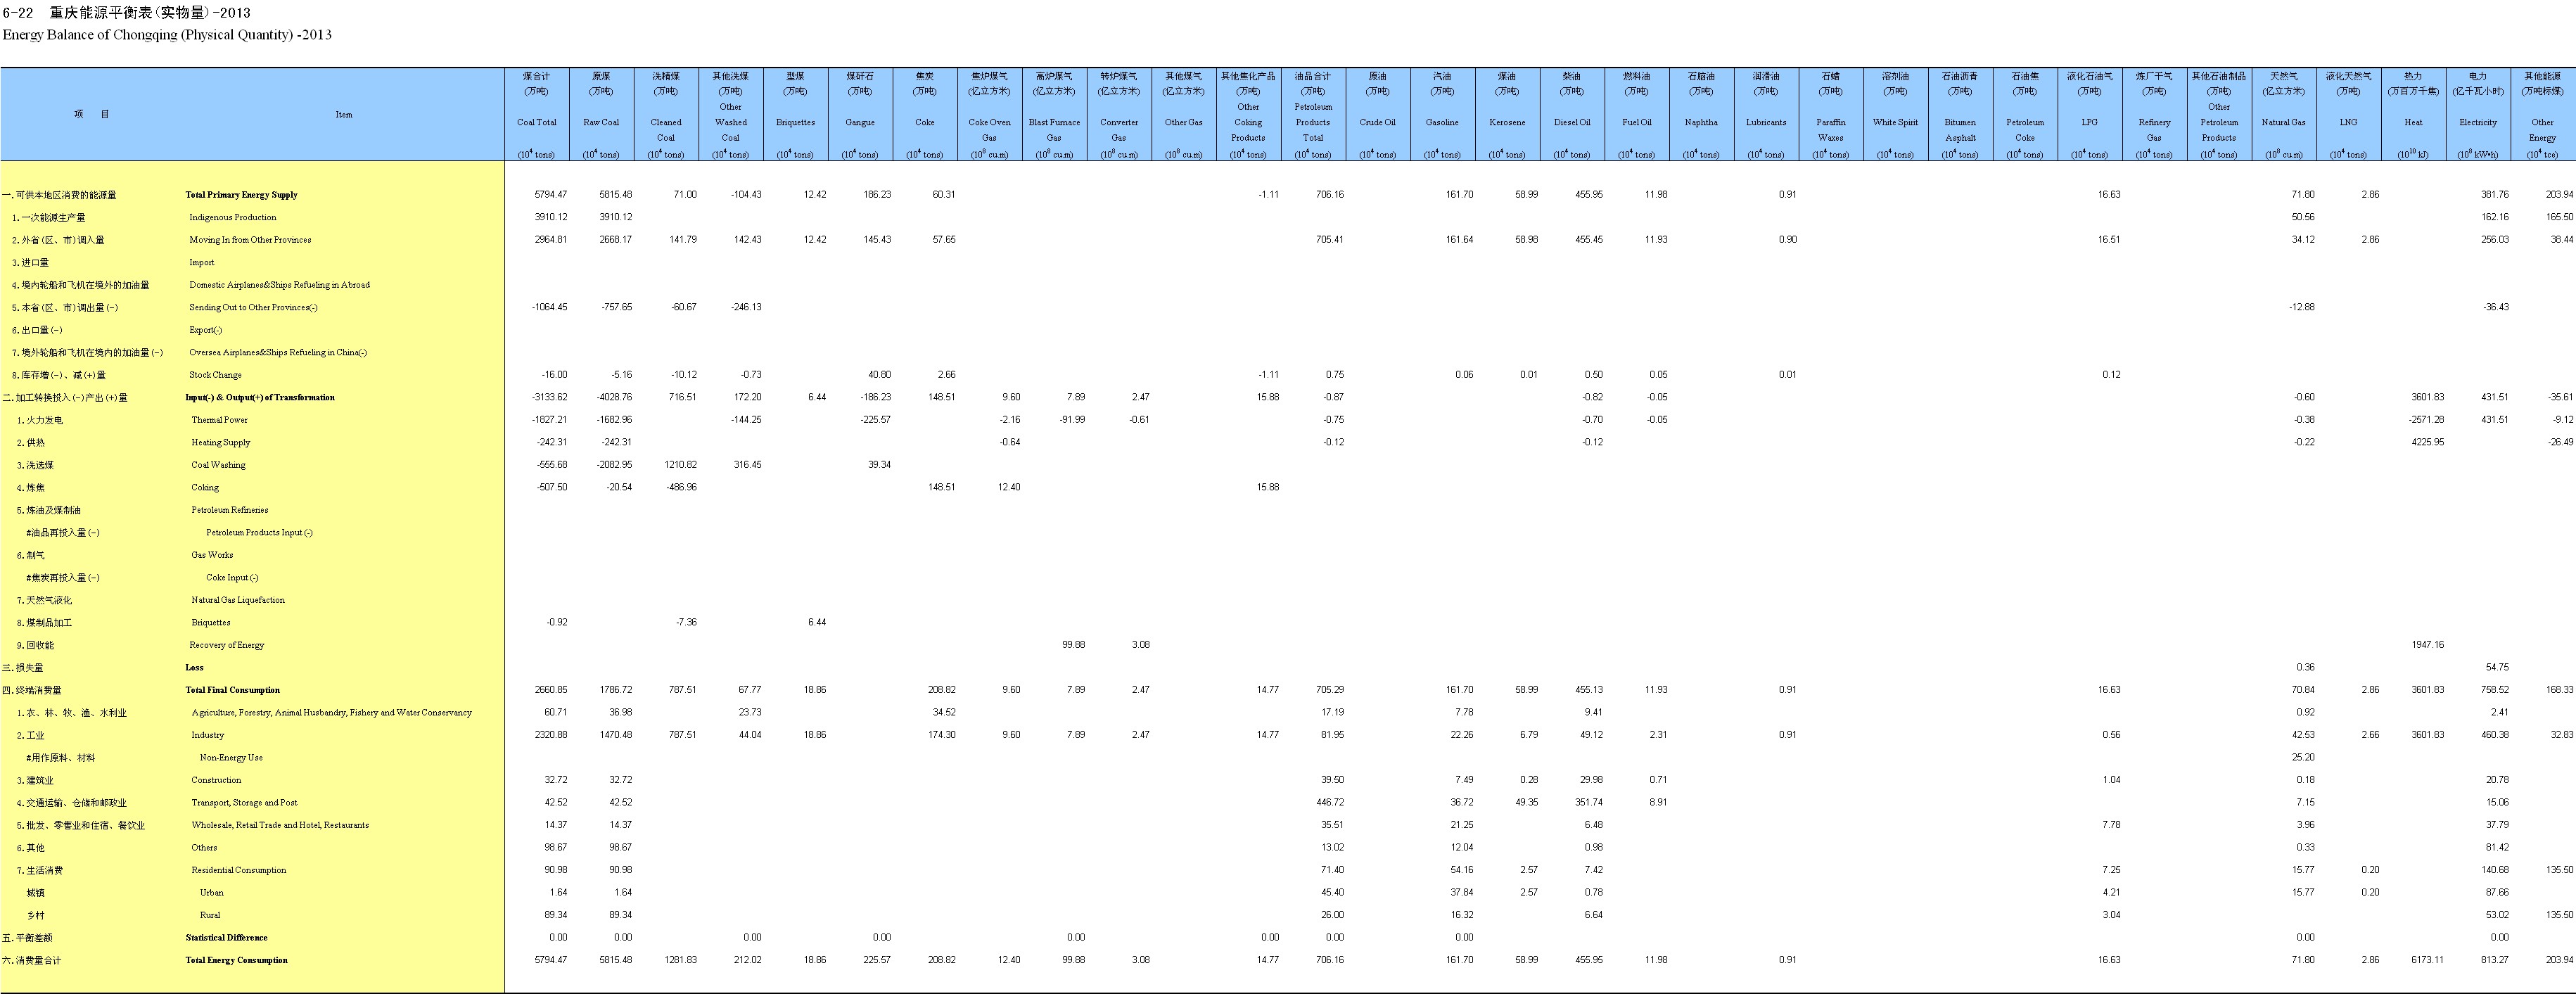 6-22 重庆能源平衡表(实物量)-2013
Energy Balance of Chongqing (Physical Quantity) -2013
煤合计 原煤 洗精煤 其他洗煤 型煤 煤矸石 焦炭 焦炉煤气 高炉煤气 转炉煤气 其他煤气 其他焦化产品 油品合计 原油 汽油 煤油 柴油 燃料油 石脑油 润滑油 石蜡 溶剂油 石油沥青 石油焦 液化石油气 炼厂干气 其他石油制品 天然气 液化天然气 热力 电力 其他能源
(万吨) (万吨) (万吨) (万吨) (万吨) (万吨) (万吨) (亿立方米) (亿立方米) (亿立方米) (亿立方米) (万吨) (万吨) (万吨) (万吨) (万吨) (万吨) (万吨) (万吨) (万吨) (万吨) (万吨) (万吨) (万吨) (万吨) (万吨) (万吨) (亿立方米) (万吨) (万百万千焦) (亿千瓦小时) (万吨标煤)
Other Other Petroleum Other
项 目 Item
Coal Total Raw Coal Cleaned Washed Briquettes Gangue Coke Coke Oven Blast Furnace Converter Other Gas Coking Products Crude Oil Gasoline Kerosene Diesel Oil Fuel Oil Naphtha Lubricants Paraffin White Spirit Bitumen Petroleum LPG Refinery Petroleum Natural Gas LNG Heat Electricity Other
Coal Coal Gas Gas Gas Products Total Waxes Asphalt Coke Gas Products Energy
(10⁴ tons) (10⁴ tons) (10⁴ tons) (10⁴ tons) (10⁴ tons) (10⁴ tons) (10⁴ tons) (10⁸ cu.m) (10⁸ cu.m) (10⁸ cu.m) (10⁸ cu.m) (10⁴ tons) (10⁴ tons) (10⁴ tons) (10⁴ tons) (10⁴ tons) (10⁴ tons) (10⁴ tons) (10⁴ tons) (10⁴ tons) (10⁴ tons) (10⁴ tons) (10⁴ tons) (10⁴ tons) (10⁴ tons) (10⁴ tons) (10⁴ tons) (10⁸ cu.m) (10⁴ tons) (10¹⁰ kJ) (10⁸ kW•h) (10⁴ tce)
一.可供本地区消费的能源量 Total Primary Energy Supply 5794.47 5815.48 71.00 -104.43 12.42 186.23 60.31 -1.11 706.16 161.70 58.99 455.95 11.98 0.91 16.63 71.80 2.86 381.76 203.94
1.一次能源生产量 Indigenous Production 3910.12 3910.12 50.56 162.16 165.50
2.外省(区、市)调入量 Moving In from Other Provinces 2964.81 2668.17 141.79 142.43 12.42 145.43 57.65 705.41 161.64 58.98 455.45 11.93 0.90 16.51 34.12 2.86 256.03 38.44
3.进口量 Import
4.境内轮船和飞机在境外的加油量 Domestic Airplanes&Ships Refueling in Abroad
5.本省(区、市)调出量(-) Sending Out to Other Provinces(-) -1064.45 -757.65 -60.67 -246.13 -12.88 -36.43
6.出口量(-) Export(-)
7.境外轮船和飞机在境内的加油量(-) Oversea Airplanes&Ships Refueling in China(-)
8.库存增(-)、减(+)量 Stock Change -16.00 -5.16 -10.12 -0.73 40.80 2.66 -1.11 0.75 0.06 0.01 0.50 0.05 0.01 0.12
二.加工转换投入(-)产出(+)量 Input(-) & Output(+) of Transformation -3133.62 -4028.76 716.51 172.20 6.44 -186.23 148.51 9.60 7.89 2.47 15.88 -0.87 -0.82 -0.05 -0.60 3601.83 431.51 -35.61
1.火力发电 Thermal Power -1827.21 -1682.96 -144.25 -225.57 -2.16 -91.99 -0.61 -0.75 -0.70 -0.05 -0.38 -2571.28 431.51 -9.12
2.供热 Heating Supply -242.31 -242.31 -0.64 -0.12 -0.12 -0.22 4225.95 -26.49
3.洗选煤 Coal Washing -555.68 -2082.95 1210.82 316.45 39.34
4.炼焦 Coking -507.50 -20.54 -486.96 148.51 12.40 15.88
5.炼油及煤制油 Petroleum Refineries
#油品再投入量(-) Petroleum Products Input (-)
6.制气 Gas Works
#焦炭再投入量(-) Coke Input (-)
7.天然气液化 Natural Gas Liquefaction
8.煤制品加工 Briquettes -0.92 -7.36 6.44
9.回收能 Recovery of Energy 99.88 3.08 1947.16
三.损失量 Loss 0.36 54.75
四.终端消费量 Total Final Consumption 2660.85 1786.72 787.51 67.77 18.86 208.82 9.60 7.89 2.47 14.77 705.29 161.70 58.99 455.13 11.93 0.91 16.63 70.84 2.86 3601.83 758.52 168.33
1.农、林、牧、渔、水利业 Agriculture, Forestry, Animal Husbandry, Fishery and Water Conservancy 60.71 36.98 23.73 34.52 17.19 7.78 9.41 0.92 2.41
2.工业 Industry 2320.88 1470.48 787.51 44.04 18.86 174.30 9.60 7.89 2.47 14.77 81.95 22.26 6.79 49.12 2.31 0.91 0.56 42.53 2.66 3601.83 460.38 32.83
#用作原料、材料 Non-Energy Use 25.20
3.建筑业 Construction 32.72 32.72 39.50 7.49 0.28 29.98 0.71 1.04 0.18 20.78
4.交通运输、仓储和邮政业 Transport, Storage and Post 42.52 42.52 446.72 36.72 49.35 351.74 8.91 7.15 15.06
5.批发、零售业和住宿、餐饮业 Wholesale, Retail Trade and Hotel, Restaurants 14.37 14.37 35.51 21.25 6.48 7.78 3.96 37.79
6.其他 Others 98.67 98.67 13.02 12.04 0.98 0.33 81.42
7.生活消费 Residential Consumption 90.98 90.98 71.40 54.16 2.57 7.42 7.25 15.77 0.20 140.68 135.50
城镇 Urban 1.64 1.64 45.40 37.84 2.57 0.78 4.21 15.77 0.20 87.66
乡村 Rural 89.34 89.34 26.00 16.32 6.64 3.04 53.02 135.50
五.平衡差额 Statistical Difference 0.00 0.00 0.00 0.00 0.00 0.00 0.00 0.00 0.00 0.00
六.消费量合计 Total Energy Consumption 5794.47 5815.48 1281.83 212.02 18.86 225.57 208.82 12.40 99.88 3.08 14.77 706.16 161.70 58.99 455.95 11.98 0.91 16.63 71.80 2.86 6173.11 813.27 203.94